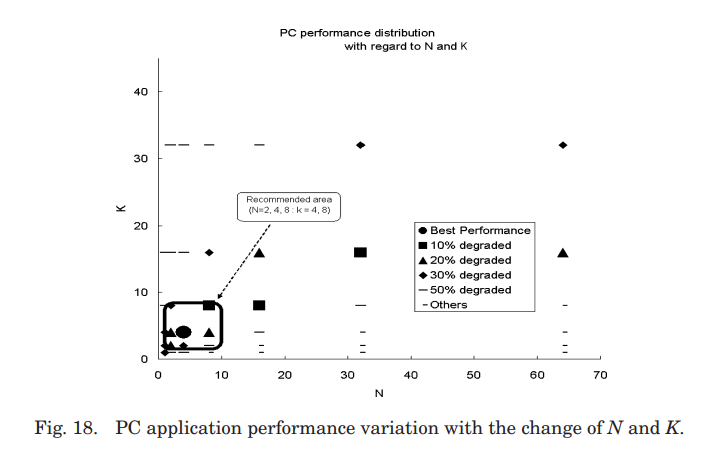 PC performance distribution
with regard to N and K
40
30
20
10
0
K
Recommended area
(N=2, 4, 8 : k = 4, 8)
Best Performance
10% degraded
20% degraded
30% degraded
50% degraded
Others
0 10 20 30 40 50 60 70
N
Fig. 18. PC application performance variation with the change of N and K.